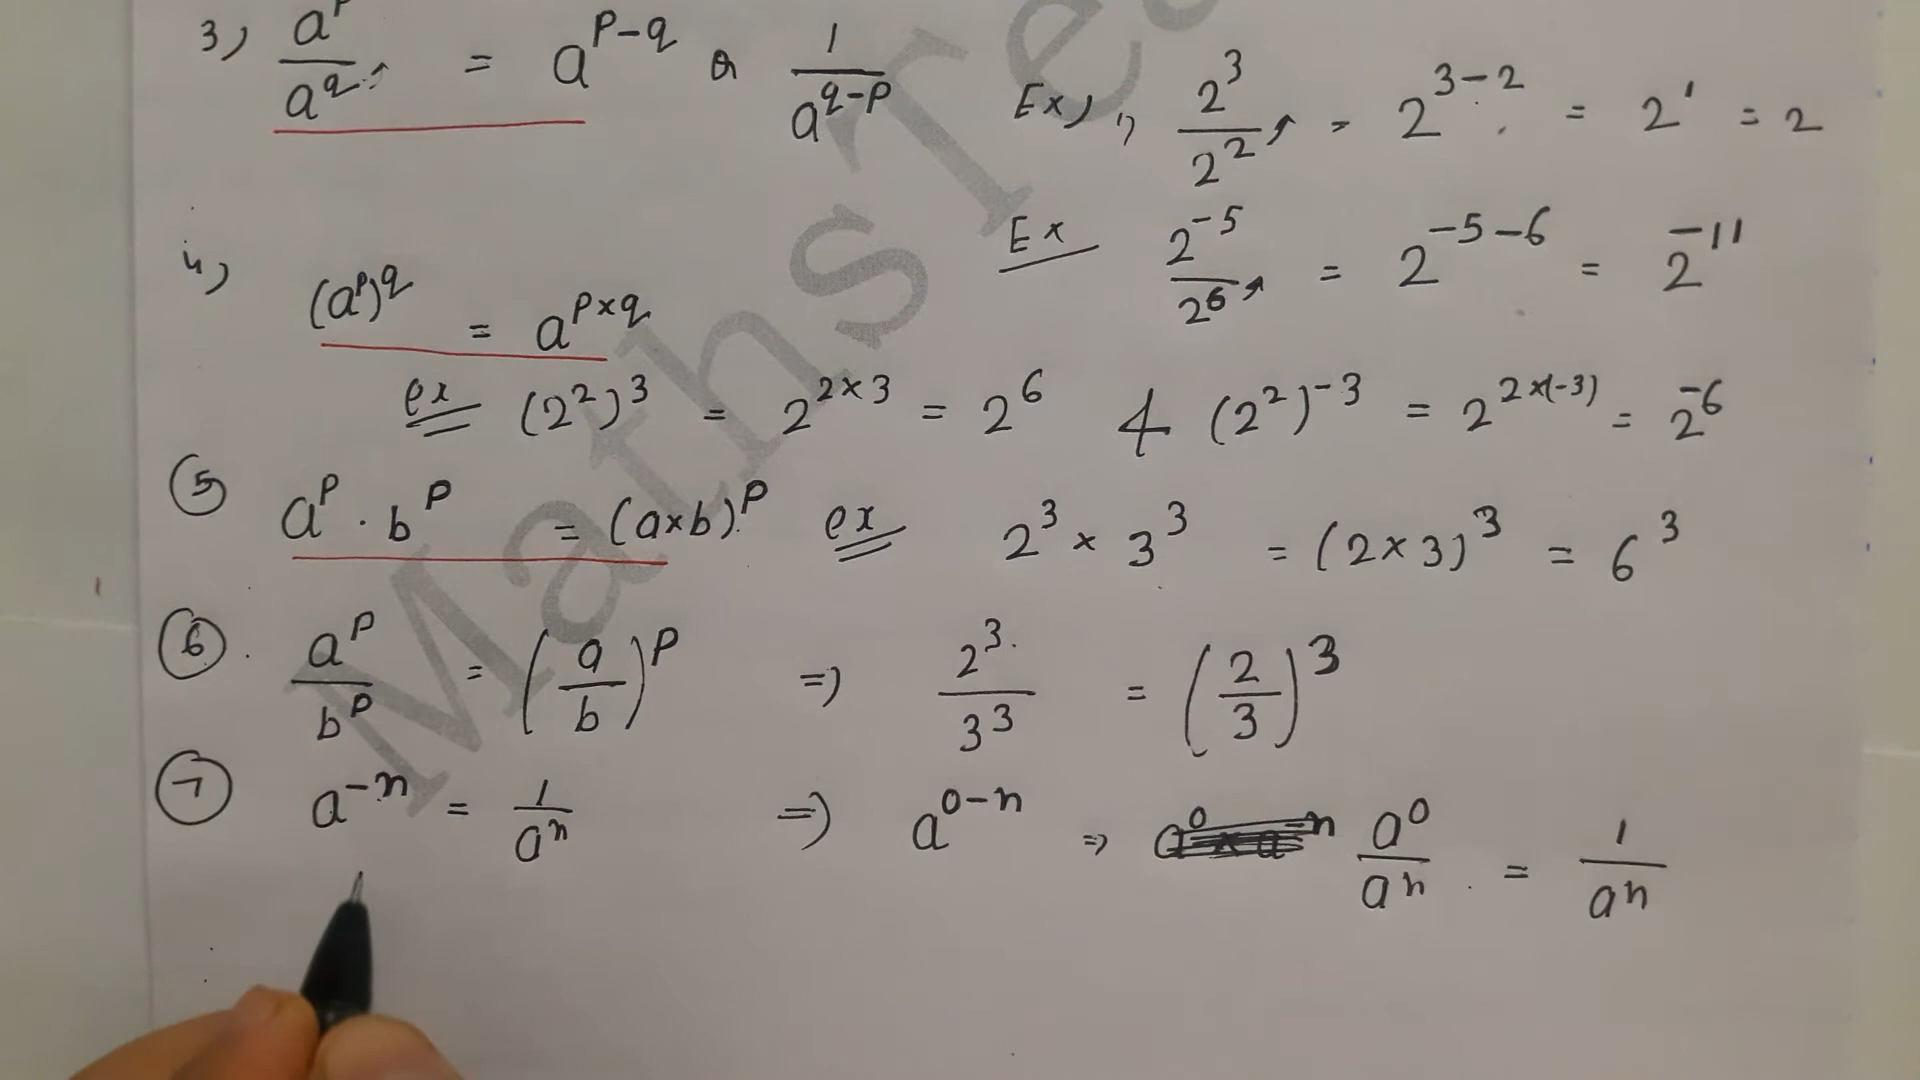 3) a^p/a^q = a^(p-q) or 1/a^(q-p) Ex) 1) 2^3/2^2 = 2^(3-2) = 2^1 = 2
Ex 2^-5/2^6 = 2^(-5-6) = 2^-11
4) (a^p)^q = a^(p×q)
ex (2^2)^3 = 2^(2×3) = 2^6 & (2^2)^-3 = 2^(2×(-3)) = 2^-6
5 a^p · b^p = (a×b)^p ex 2^3 × 3^3 = (2×3)^3 = 6^3
6 a^p/b^p = (a/b)^p ⇒ 2^3/3^3 = (2/3)^3
7 a^-n = 1/a^n ⇒ a^(0-n) ⇒ a^0/a^n = 1/a^n